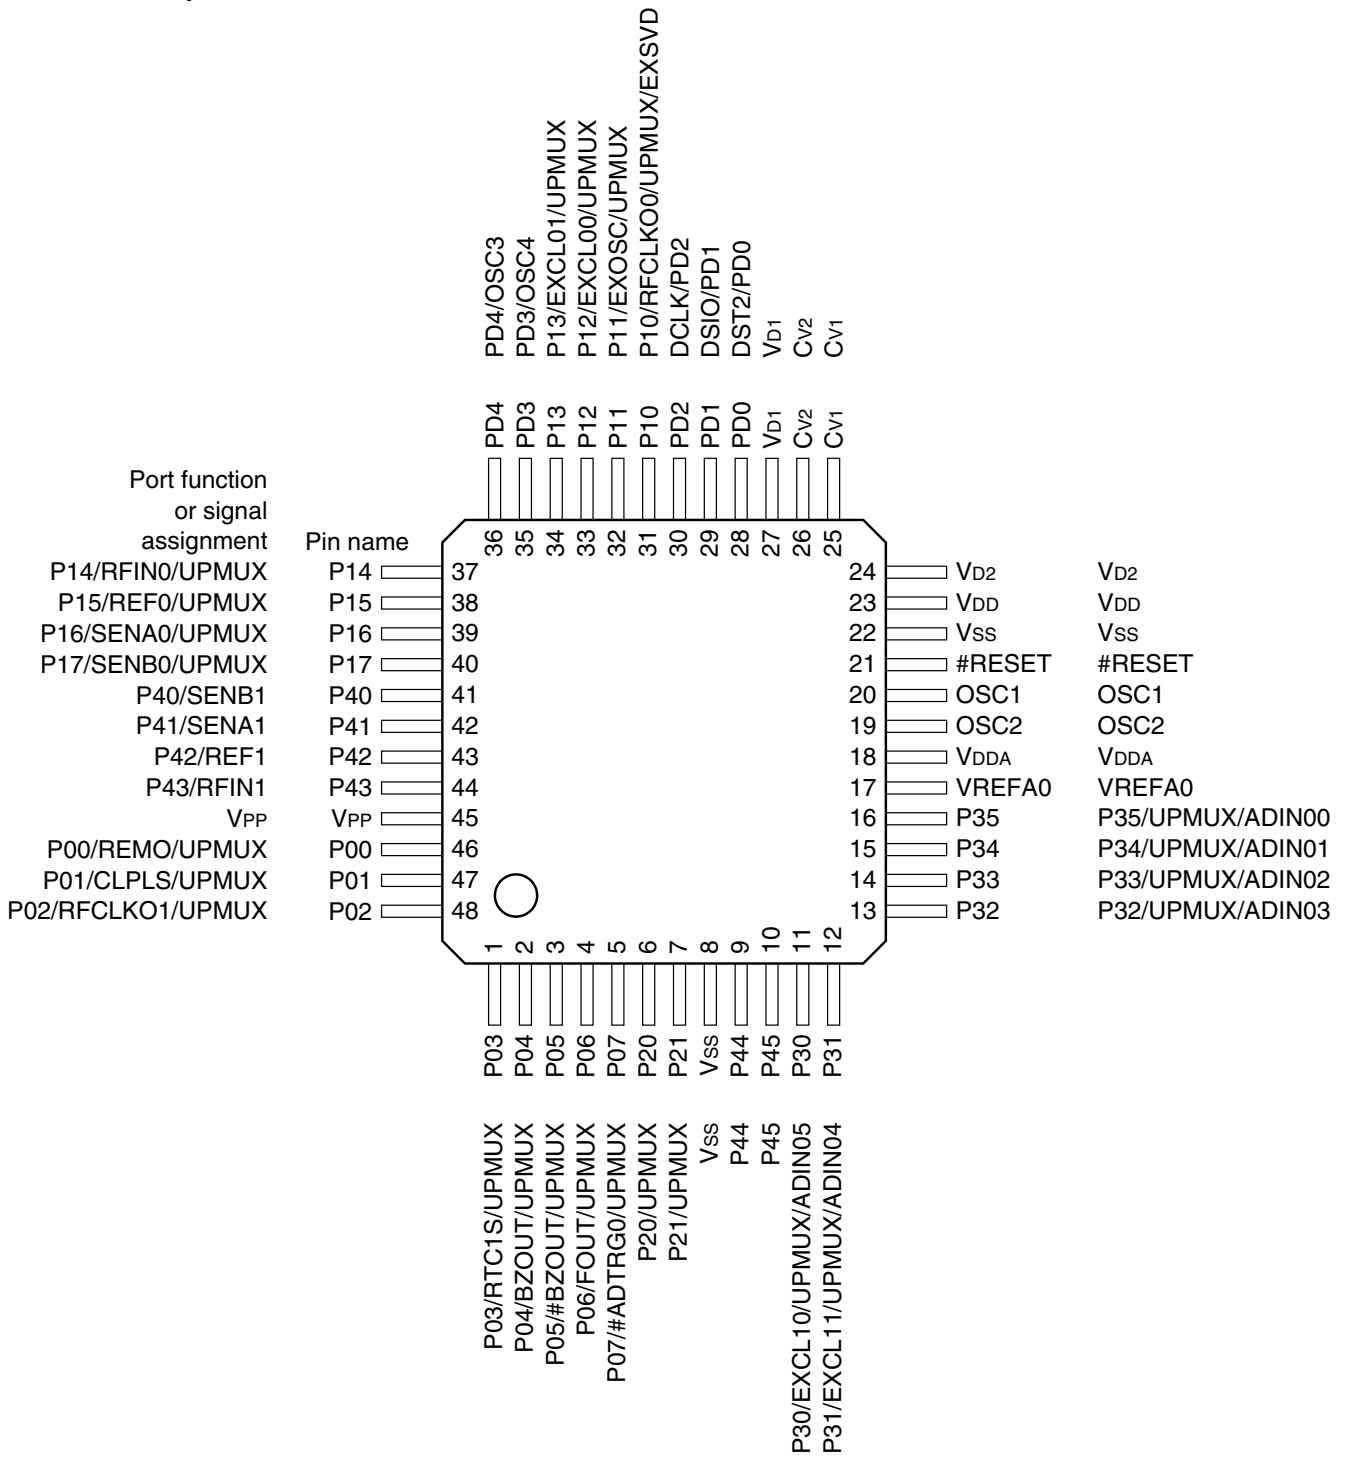 PD4/OSC3
PD3/OSC4
P13/EXCL01/UPMUX
P12/EXCL00/UPMUX
P11/EXOSC/UPMUX
P10/RFCLKO0/UPMUX/EXSVD
DCLK/PD2
DSIO/PD1
DST2/PD0
VD1
CV2
CV1
PD4
PD3
P13
P12
P11
P10
PD2
PD1
PD0
VD1
CV2
CV1
Port function
or signal
assignment
Pin name
36
35
34
33
32
31
30
29
28
27
26
25
P14/RFIN0/UPMUX P14 37
P15/REF0/UPMUX P15 38
P16/SENA0/UPMUX P16 39
P17/SENB0/UPMUX P17 40
P40/SENB1 P40 41
P41/SENA1 P41 42
P42/REF1 P42 43
P43/RFIN1 P43 44
VPP VPP 45
P00/REMO/UPMUX P00 46
P01/CLPLS/UPMUX P01 47
P02/RFCLKO1/UPMUX P02 48
24 VD2 VD2
23 VDD VDD
22 VSS VSS
21 #RESET #RESET
20 OSC1 OSC1
19 OSC2 OSC2
18 VDDA VDDA
17 VREFA0 VREFA0
16 P35 P35/UPMUX/ADIN00
15 P34 P34/UPMUX/ADIN01
14 P33 P33/UPMUX/ADIN02
13 P32 P32/UPMUX/ADIN03
1
2
3
4
5
6
7
8
9
10
11
12
P03
P04
P05
P06
P07
P20
P21
VSS
P44
P45
P30
P31
P03/RTC1S/UPMUX
P04/BZOUT/UPMUX
P05/#BZOUT/UPMUX
P06/FOUT/UPMUX
P07/#ADTRG0/UPMUX
P20/UPMUX
P21/UPMUX
VSS
P44
P45
P30/EXCL10/UPMUX/ADIN05
P31/EXCL11/UPMUX/ADIN04